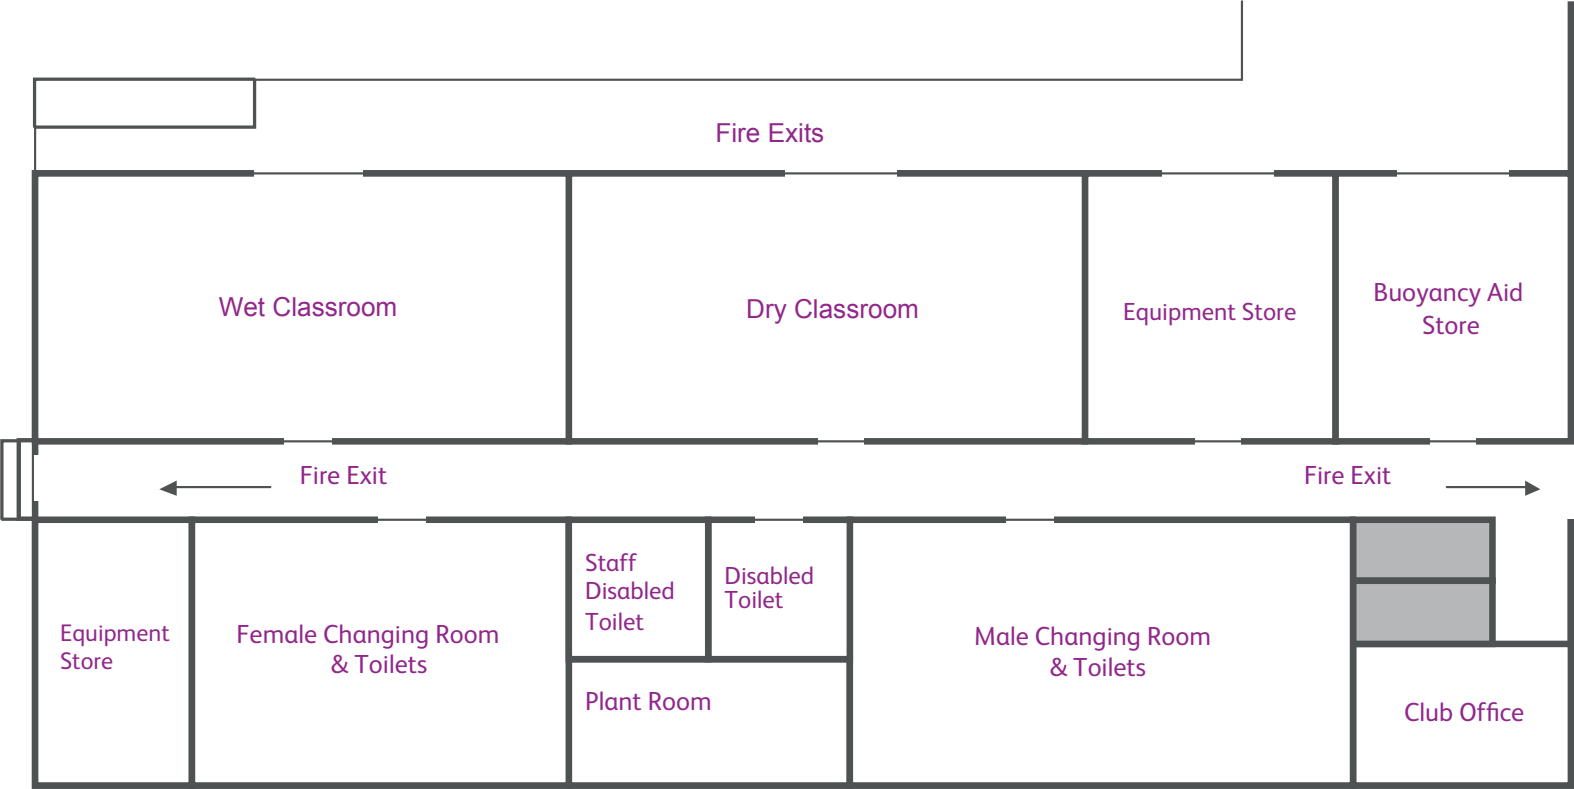 Fire Exits
Wet Classroom
Dry Classroom
Equipment Store
Buoyancy Aid
Store
Fire Exit
Fire Exit
Equipment
Store
Female Changing Room
& Toilets
Staff
Disabled
Toilet
Disabled
Toilet
Plant Room
Male Changing Room
& Toilets
Club Office